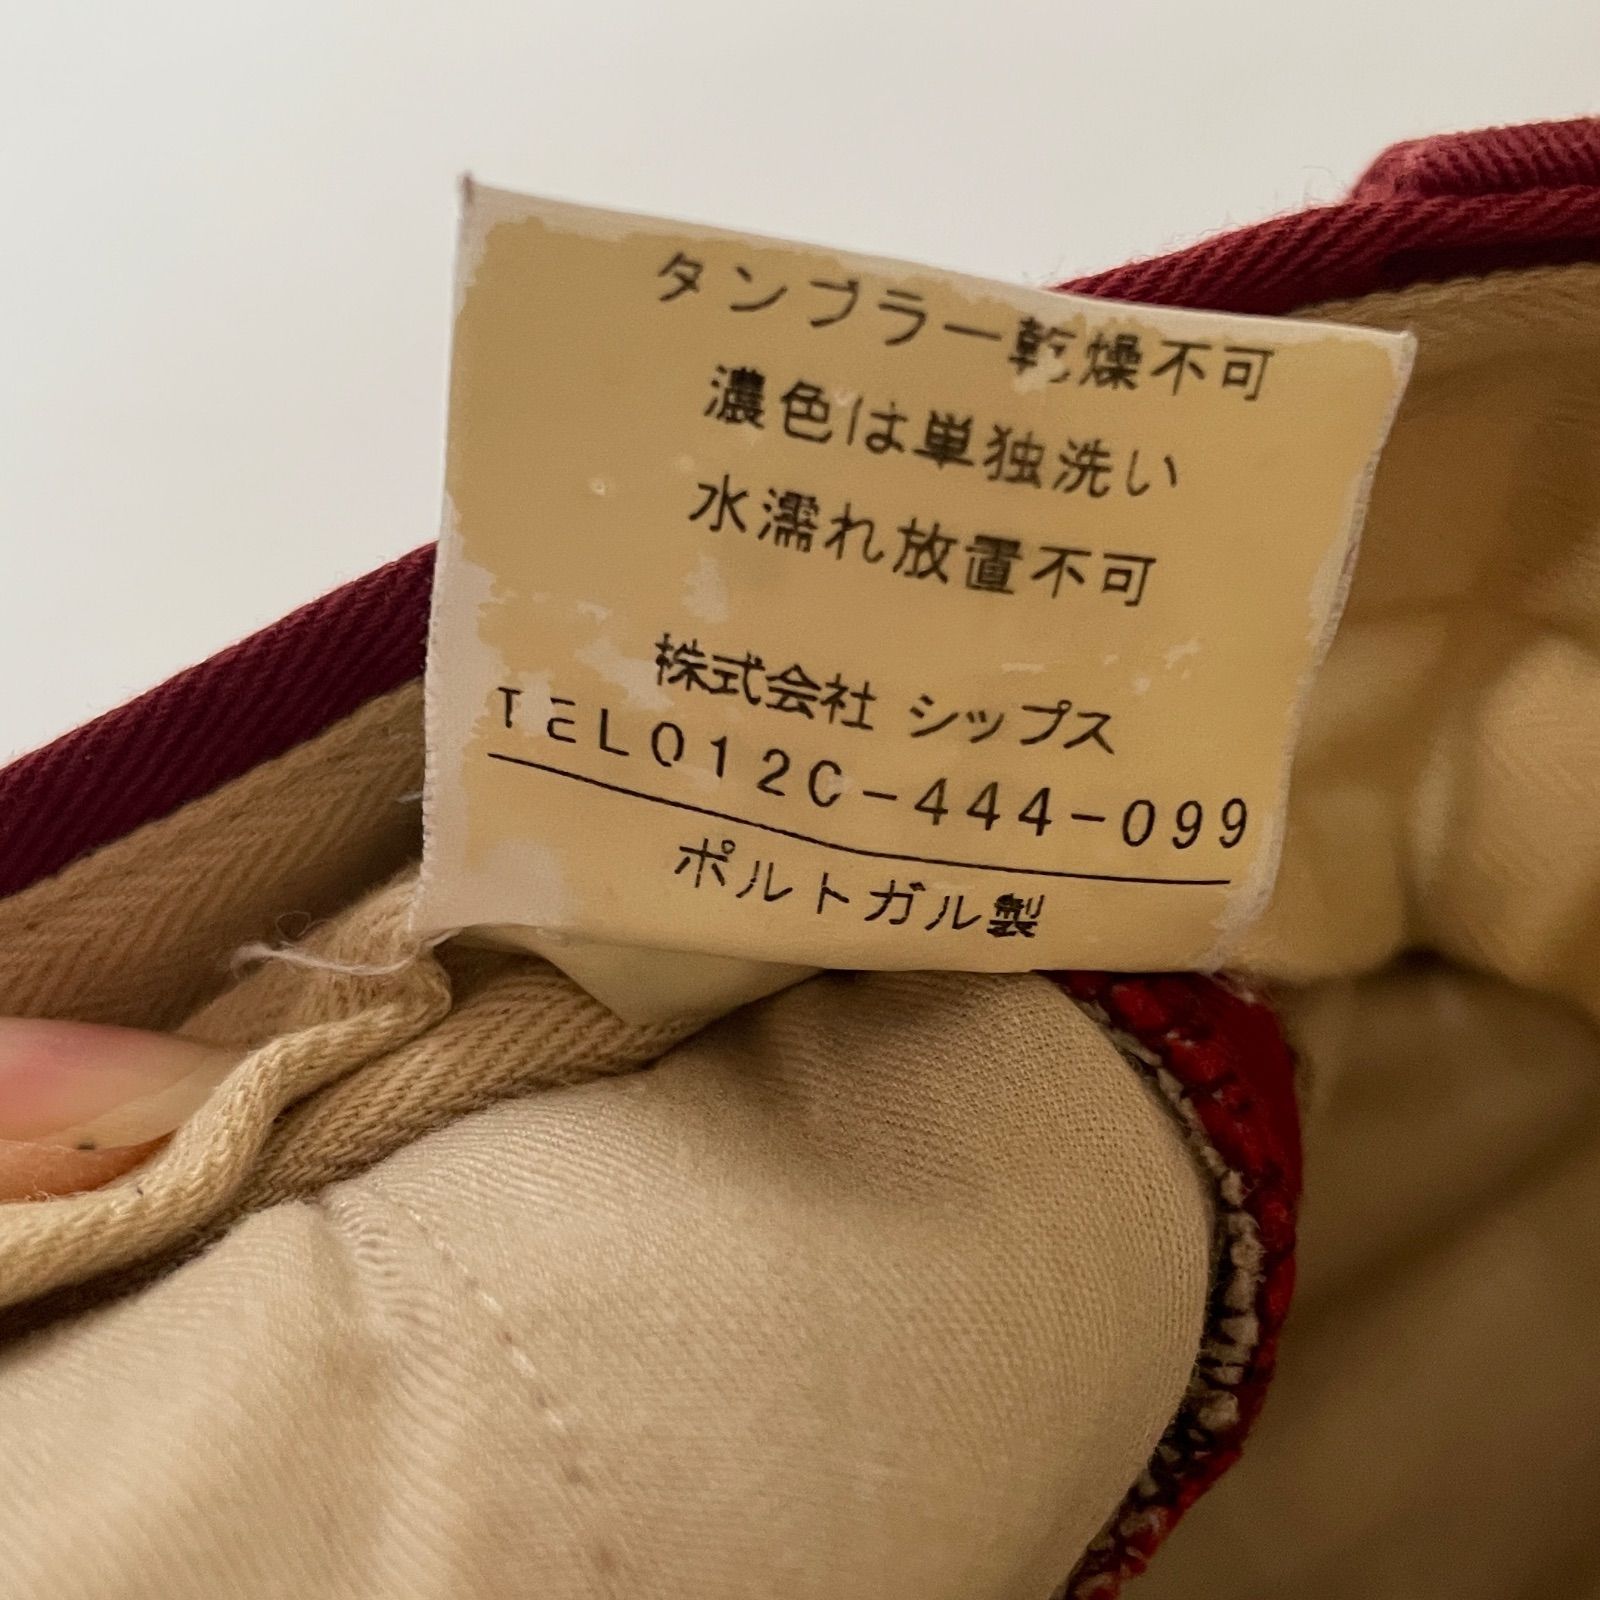 タンブラー乾燥不可
濃色は単独洗い
水濡れ放置不可
株式会社 シップス
TEL012C-444-099
ポルトガル製